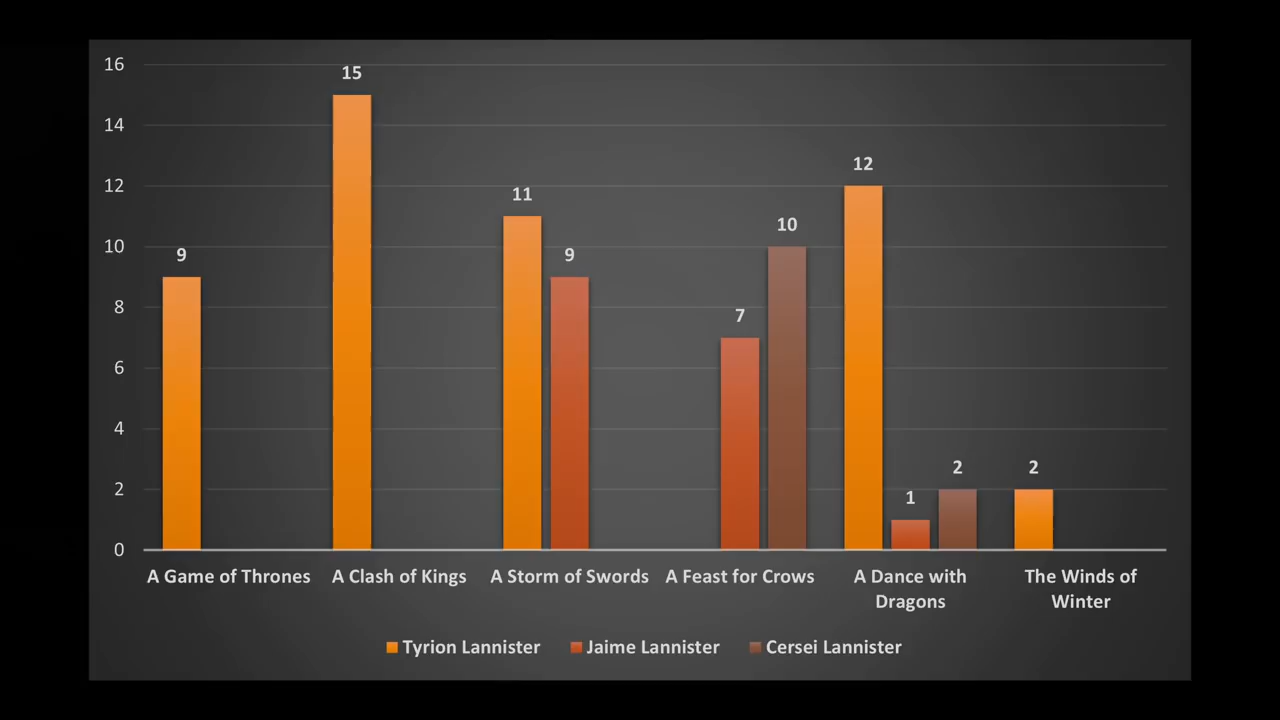 16
14
12
10
8
6
4
2
0
9
15
11
9
7
10
12
1
2
2
A Game of Thrones
A Clash of Kings
A Storm of Swords
A Feast for Crows
A Dance with
Dragons
The Winds of
Winter
Tyrion Lannister
Jaime Lannister
Cersei Lannister